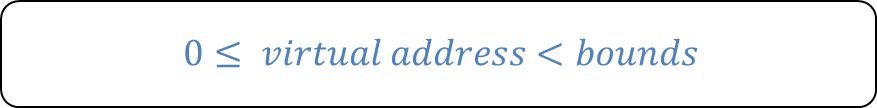 0 ≤ virtual address < bounds